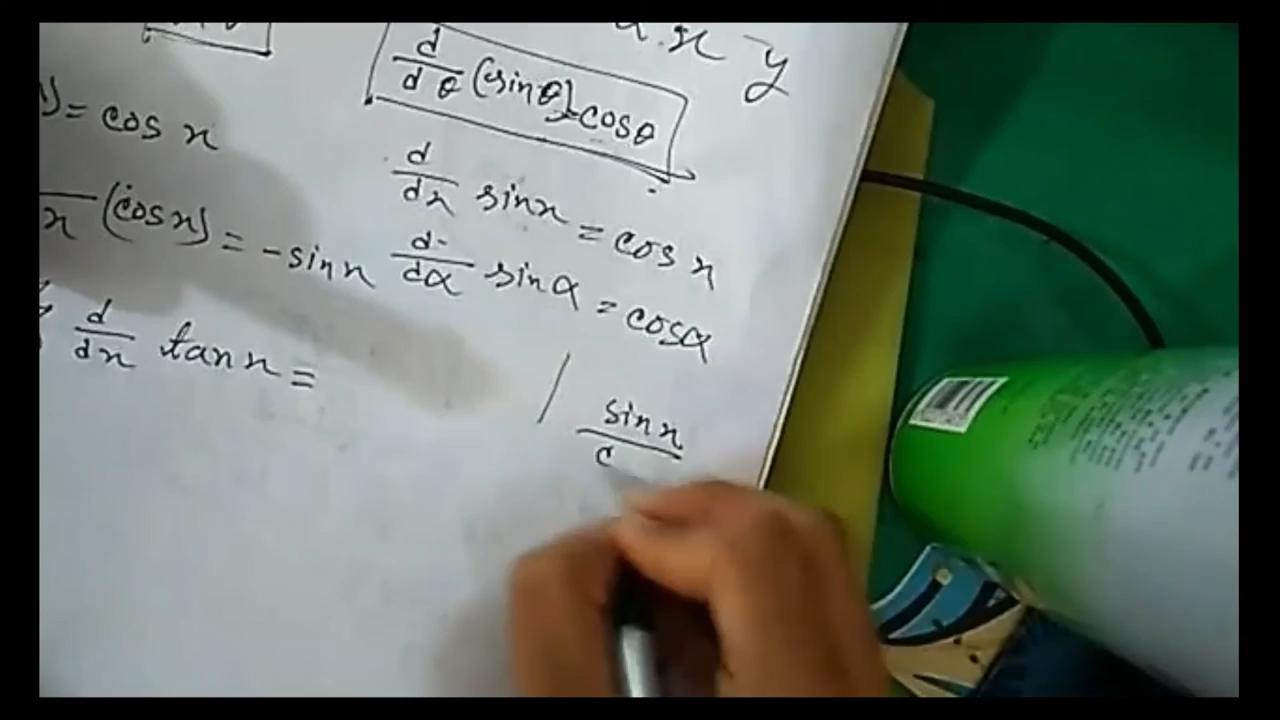 y
d/dθ (sinθ) = cosθ
= cos x
d/dx sinx = cos x
x (cos x) = -sin x
d/dα sinα = cosα
d/dx tan x =
sin x
c